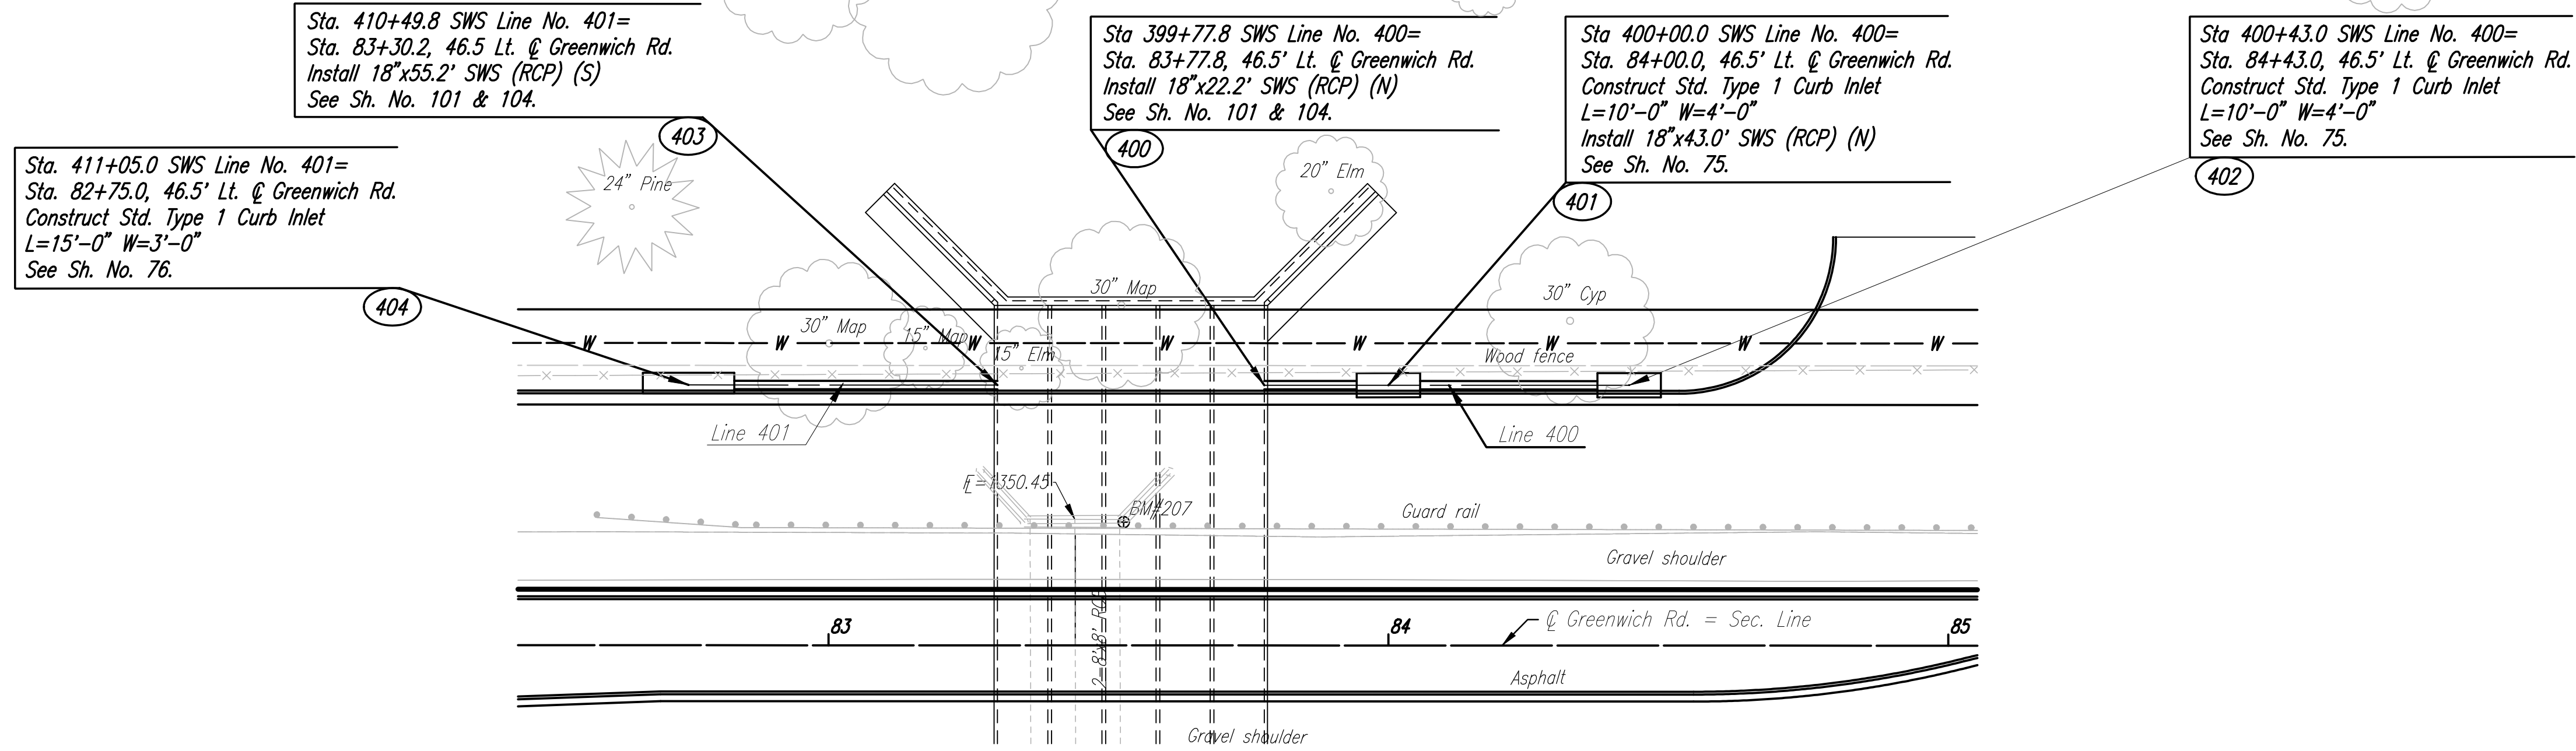 Sta. 410+49.8 SWS Line No. 401=
Sta. 83+30.2, 46.5 Lt. ℄ Greenwich Rd.
Install 18"x55.2' SWS (RCP) (S)
See Sh. No. 101 & 104.
403
Sta 399+77.8 SWS Line No. 400=
Sta. 83+77.8, 46.5' Lt. ℄ Greenwich Rd.
Install 18"x22.2' SWS (RCP) (N)
See Sh. No. 101 & 104.
400
Sta 400+00.0 SWS Line No. 400=
Sta. 84+00.0, 46.5' Lt. ℄ Greenwich Rd.
Construct Std. Type 1 Curb Inlet
L=10'-0" W=4'-0"
Install 18"x43.0' SWS (RCP) (N)
See Sh. No. 75.
401
Sta 400+43.0 SWS Line No. 400=
Sta. 84+43.0, 46.5' Lt. ℄ Greenwich Rd.
Construct Std. Type 1 Curb Inlet
L=10'-0" W=4'-0"
See Sh. No. 75.
402
Sta. 411+05.0 SWS Line No. 401=
Sta. 82+75.0, 46.5' Lt. ℄ Greenwich Rd.
Construct Std. Type 1 Curb Inlet
L=15'-0" W=3'-0"
See Sh. No. 76.
404
24" Pine
20" Elm
30" Map
30" Cyp
30" Map
15" Map
15" Elm
W W W W W W W W
Wood fence
Line 401
Line 400
FL=1350.45
BM#207
Guard rail
Gravel shoulder
2-8'x8' RCB
83
84
85
℄ Greenwich Rd. = Sec. Line
Asphalt
Gravel shoulder